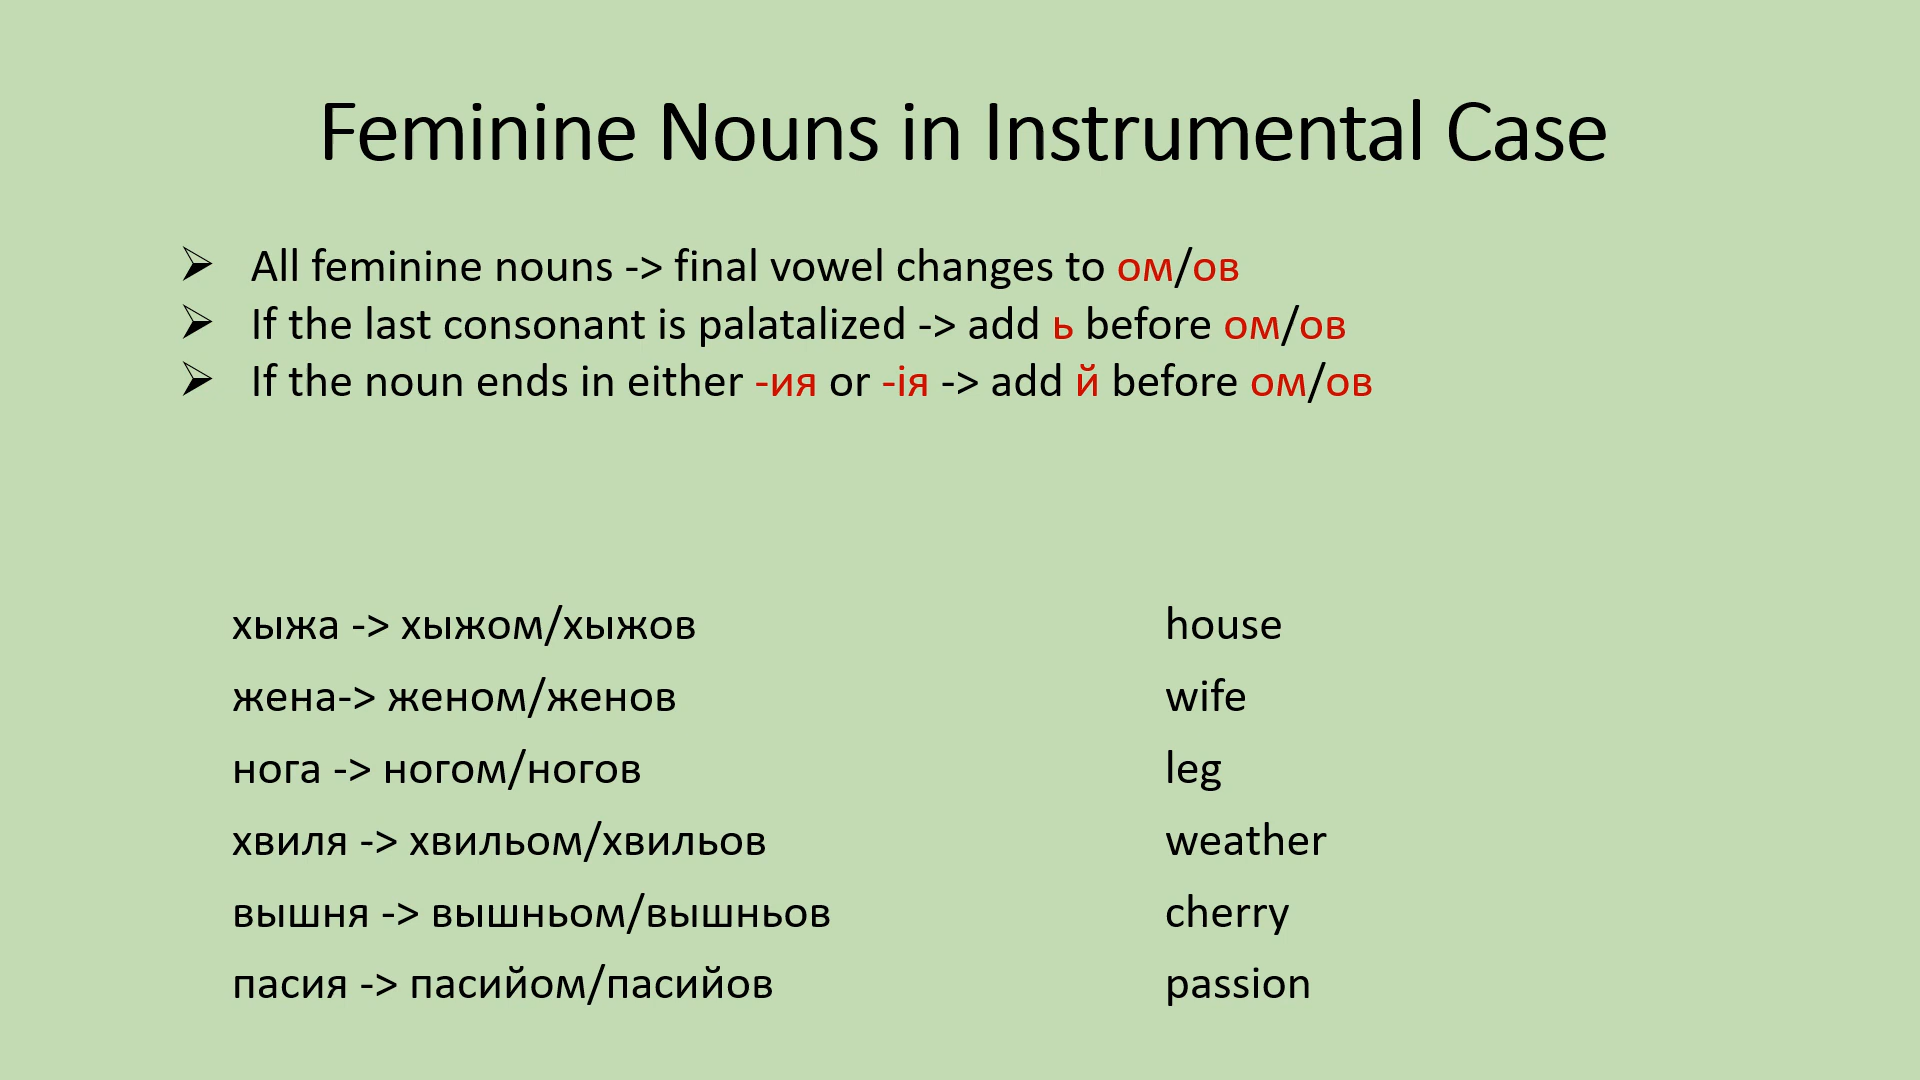 Feminine Nouns in Instrumental Case
➢ All feminine nouns -> final vowel changes to ом/ов
➢ If the last consonant is palatalized -> add ь before ом/ов
➢ If the noun ends in either -ия or -ія -> add й before ом/ов
хыжа -> хыжом/хыжов house
жена-> женом/женов wife
нога -> ногом/ногов leg
хвиля -> хвильом/хвильов weather
вышня -> вышньом/вышньов cherry
пасия -> пасийом/пасийов passion